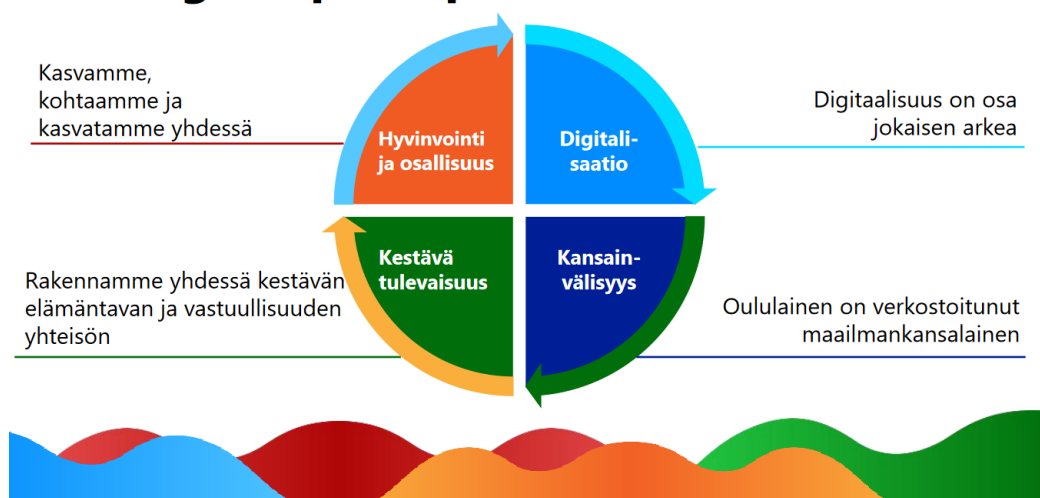 Kasvamme,
kohtaamme ja
kasvatamme yhdessä
Hyvinvointi
ja osallisuus
Digitali-
saatio
Digitaalisuus on osa
jokaisen arkea
Rakennamme yhdessä kestävän
elämäntavan ja vastuullisuuden
yhteisön
Kestävä
tulevaisuus
Kansain-
välisyys
Oululainen on verkostoitunut
maailmankansalainen